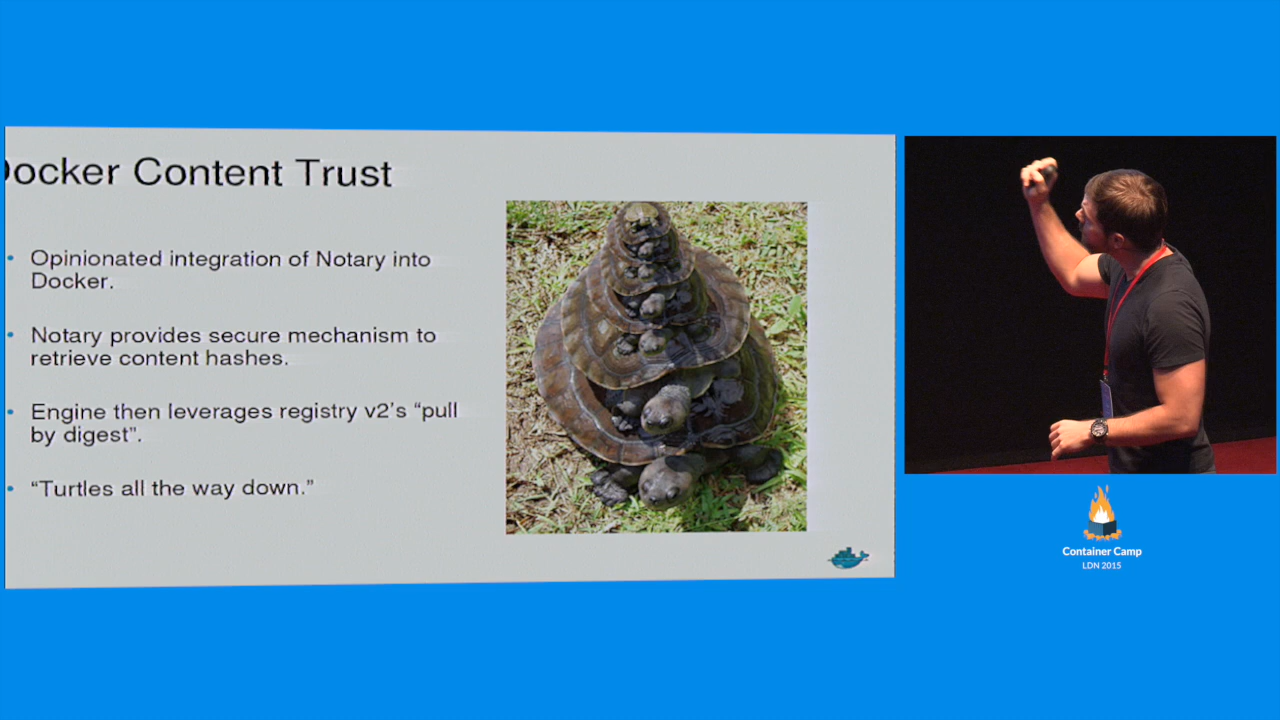 Docker Content Trust
• Opinionated integration of Notary into
Docker.
• Notary provides secure mechanism to
retrieve content hashes.
• Engine then leverages registry v2's “pull
by digest”.
• “Turtles all the way down.”
Container Camp
LDN 2015